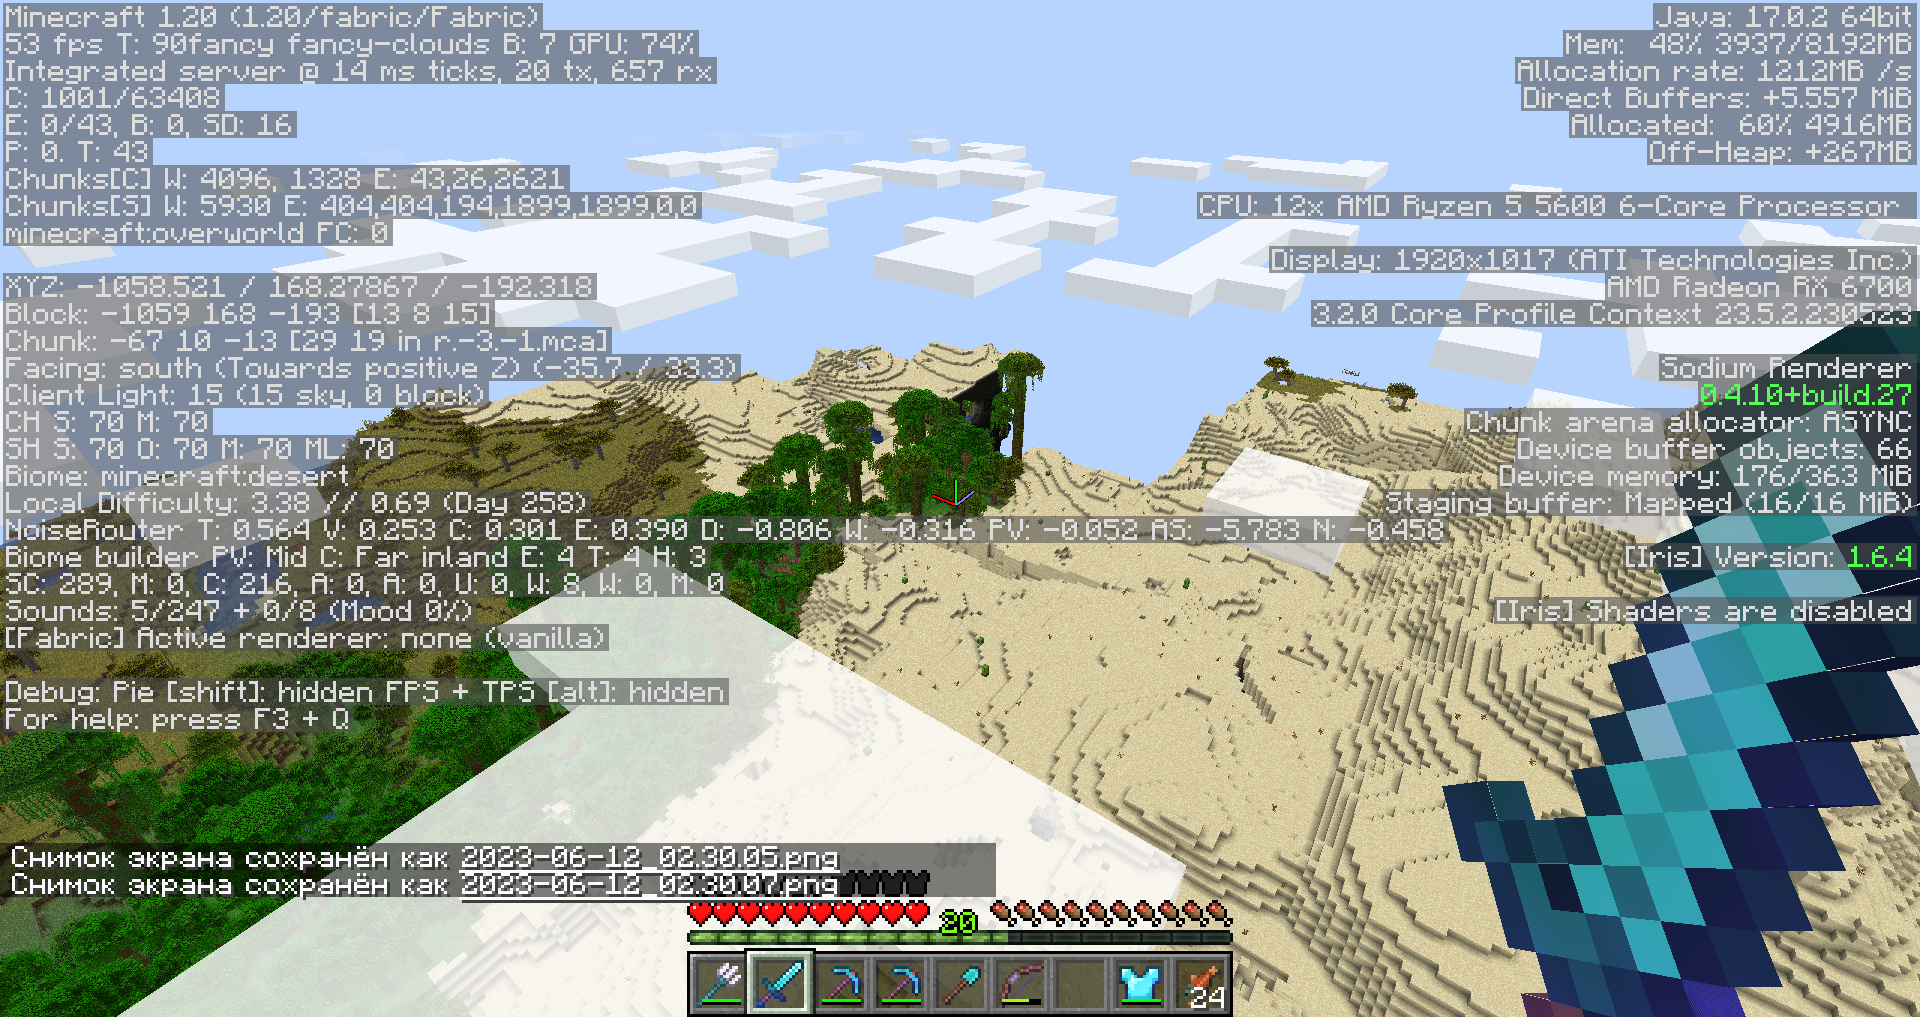 Minecraft 1.20 (1.20/fabric/Fabric)
53 fps T: 90fancy fancy-clouds B: 7 GPU: 74%
Integrated server @ 14 ms ticks, 20 tx, 657 rx
C: 1001/63408
E: 0/43, B: 0, SD: 16
P: 0. T: 43
Chunks[C] W: 4096, 1328 E: 43,26,2621
Chunks[S] W: 5930 E: 404,404,194,1899,1899,0,0
minecraft:overworld FC: 0
XYZ: -1058.521 / 168.27867 / -192.318
Block: -1059 168 -193 [13 8 15]
Chunk: -67 10 -13 [29 19 in r.-3.-1.mca]
Facing: south (Towards positive Z) (-35.7 / 33.3)
Client Light: 15 (15 sky, 0 block)
CH S: 70 M: 70
SH S: 70 O: 70 M: 70 ML: 70
Biome: minecraft:desert
Local Difficulty: 3.38 // 0.69 (Day 258)
NoiseRouter T: 0.564 V: 0.253 C: 0.301 E: 0.390 D: -0.806 W: -0.316 PV: -0.052 AS: -5.783 N: -0.458
Biome builder PV: Mid C: Far inland E: 4 T: 4 H: 3
SC: 289, M: 0, C: 216, A: 0, A: 0, U: 0, W: 8, W: 0, M: 0
Sounds: 5/247 + 0/8 (Mood 0%)
[Fabric] Active renderer: none (vanilla)
Debug: Pie [shift]: hidden FPS + TPS [alt]: hidden
For help: press F3 + Q
Java: 17.0.2 64bit
Mem: 48% 3937/8192MB
Allocation rate: 1212MB /s
Direct Buffers: +5.557 MiB
Allocated: 60% 4916MB
Off-Heap: +267MB
CPU: 12x AMD Ryzen 5 5600 6-Core Processor
Display: 1920x1017 (ATI Technologies Inc.)
AMD Radeon RX 6700
3.2.0 Core Profile Context 23.5.2.230523
Sodium Renderer
0.4.10+build.27
Chunk arena allocator: ASYNC
Device buffer objects: 66
Device memory: 176/363 MiB
Staging buffer: Mapped (16/16 MiB)
[Iris] Version: 1.6.4
[Iris] Shaders are disabled
Снимок экрана сохранён как 2023-06-12_02.30.05.png
Снимок экрана сохранён как 2023-06-12_02.30.07.png
20
24